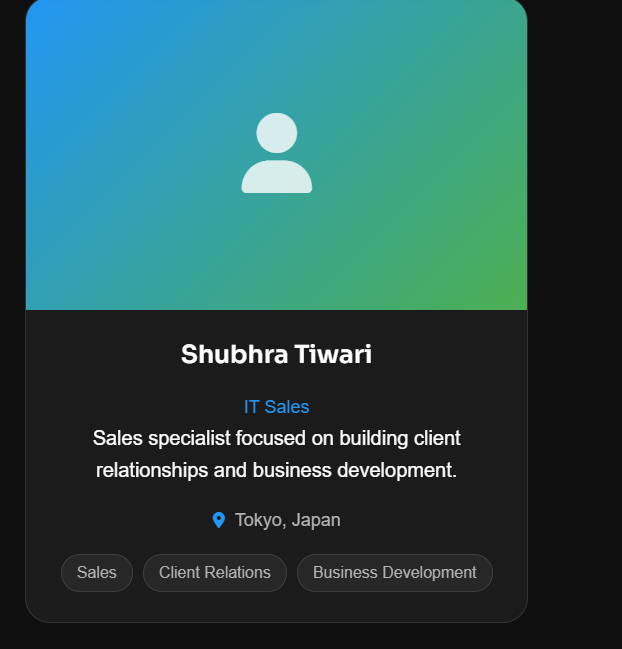 Shubhra Tiwari
IT Sales
Sales specialist focused on building client
relationships and business development.
Tokyo, Japan
Sales Client Relations Business Development